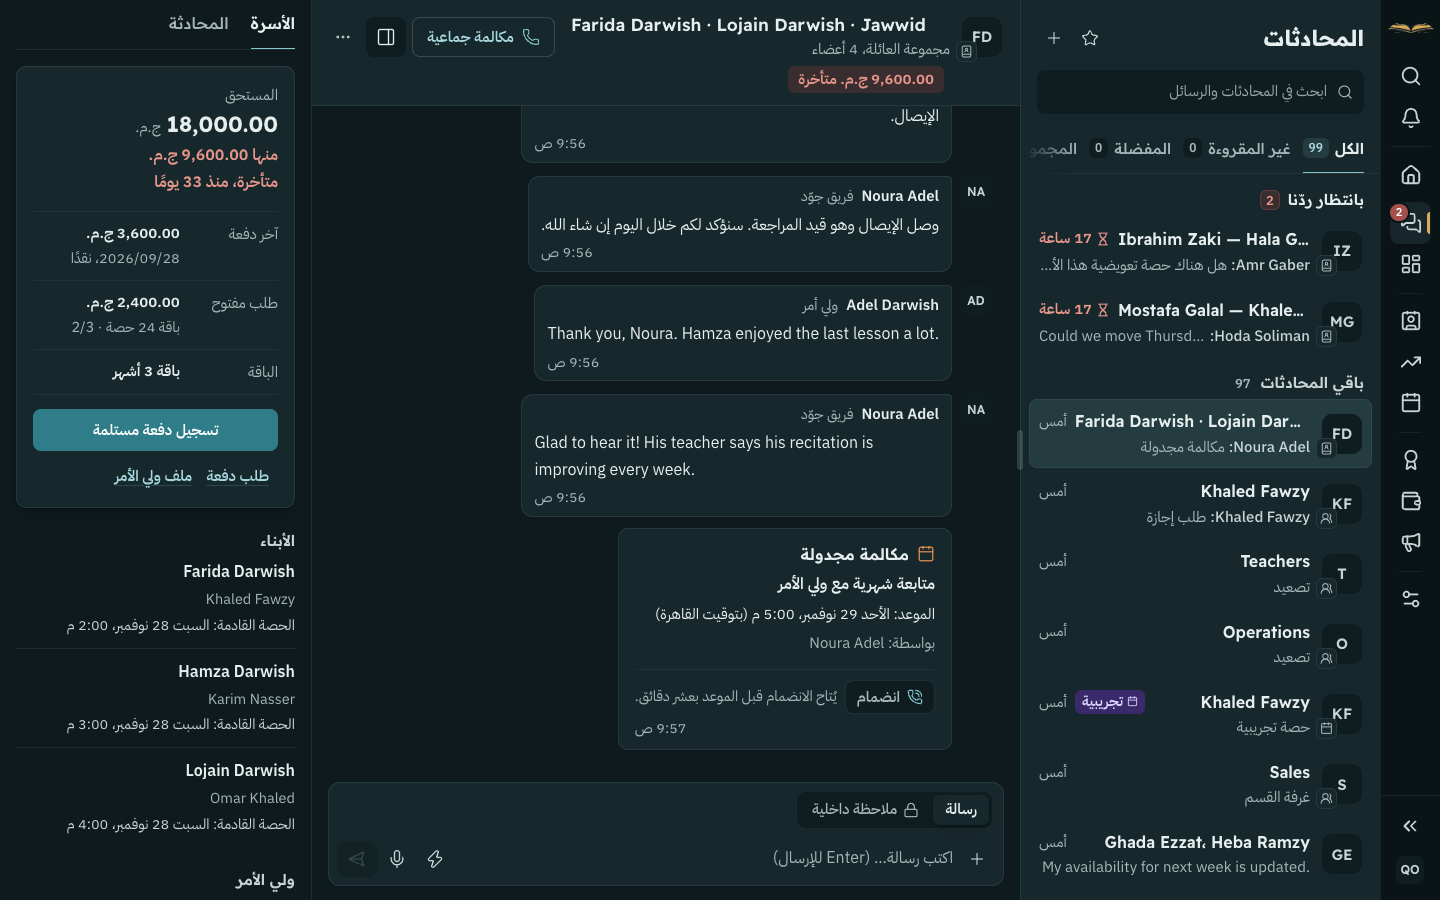 المحادثات
ابحث في المحادثات والرسائل
الكل 99 غير المقروءة 0 المفضلة 0
بانتظار ردّنا 2
IZ
Ibrahim Zaki — Hala G... 17 ساعة
Amr Gaber: هل هناك حصة تعويضية هذا الأ...
MG
Mostafa Galal — Khale... 17 ساعة
Hoda Soliman: Could we move Thursd...
باقي المحادثات 97
FD
Farida Darwish · Lojain Dar... أمس
Noura Adel: مكالمة مجدولة
KF
Khaled Fawzy أمس
Khaled Fawzy: طلب إجازة
T
Teachers أمس
تصعيد
O
Operations أمس
تصعيد
KF
Khaled Fawzy تجريبية أمس
حصة تجريبية
S
Sales أمس
غرفة القسم
GE
Ghada Ezzat، Heba Ramzy أمس
My availability for next week is updated.
2
QO
FD
Farida Darwish · Lojain Darwish · Jawwid
مجموعة العائلة، 4 أعضاء
9,600.00 ج.م. متأخرة
مكالمة جماعية
الإيصال.
9:56 ص
NA
Noura Adel فريق جوّد
وصل الإيصال وهو قيد المراجعة. سنؤكد لكم خلال اليوم إن شاء الله.
9:56 ص
AD
Adel Darwish ولي أمر
Thank you, Noura. Hamza enjoyed the last lesson a lot.
9:56 ص
NA
Noura Adel فريق جوّد
Glad to hear it! His teacher says his recitation is
improving every week.
9:56 ص
مكالمة مجدولة
متابعة شهرية مع ولي الأمر
الموعد: الأحد 29 نوفمبر، 5:00 م (بتوقيت القاهرة)
بواسطة: Noura Adel
انضمام يُتاح الانضمام قبل الموعد بعشر دقائق.
9:57 ص
رسالة ملاحظة داخلية
اكتب رسالة... (Enter للإرسال)
الأسرة المحادثة
المستحق
18,000.00 ج.م.
منها 9,600.00 ج.م.
متأخرة، منذ 33 يومًا
آخر دفعة 3,600.00 ج.م.
2026/09/28، نقدًا
طلب مفتوح 2,400.00 ج.م.
باقة 24 حصة · 2/3
الباقة باقة 3 أشهر
تسجيل دفعة مستلمة
طلب دفعة ملف ولي الأمر
الأبناء
Farida Darwish
Khaled Fawzy
الحصة القادمة: السبت 28 نوفمبر، 2:00 م
Hamza Darwish
Karim Nasser
الحصة القادمة: السبت 28 نوفمبر، 3:00 م
Lojain Darwish
Omar Khaled
الحصة القادمة: السبت 28 نوفمبر، 4:00 م
ولي الأمر